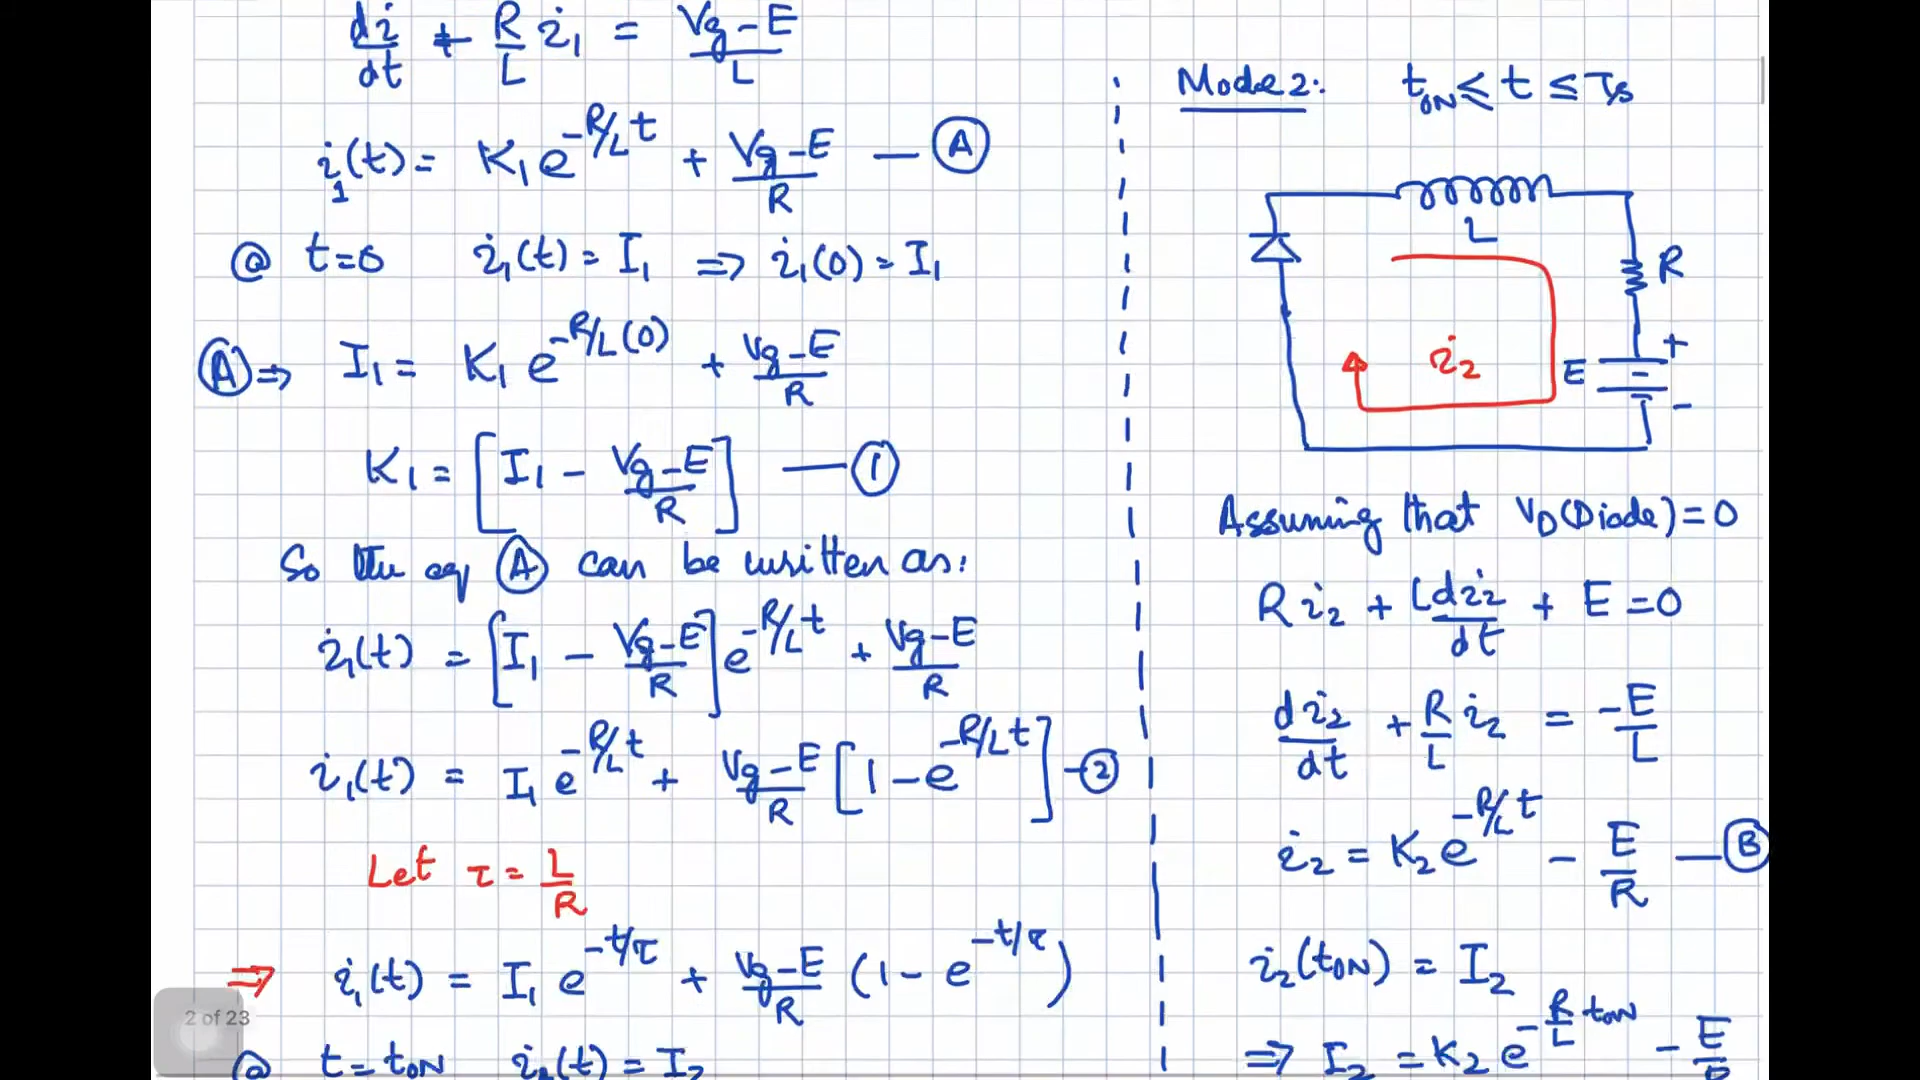 di/dt + R/L i₁ = Vg-E/L
i₁(t) = K₁e^-R/L t + Vg-E/R — Ⓐ
@ t=0 i₁(t) = I₁ ⇒ i₁(0) = I₁
Ⓐ⇒ I₁ = K₁ e^-R/L(0) + Vg-E/R
K₁ = [I₁ - Vg-E/R] — ①
So the eq Ⓐ can be written as:
i₁(t) = [I₁ - Vg-E/R] e^-R/L t + Vg-E/R
i₁(t) = I₁ e^-R/L t + Vg-E/R [1 - e^-R/L t] - ②
Let τ = L/R
⇒ i₁(t) = I₁ e^-t/τ + Vg-E/R (1 - e^-t/τ)
2 of 23
@ t = tON i₂(t) = I₂
Mode 2: tON ≤ t ≤ Ts
L
R
i₂
E
+
-
Assuming that VD(Diode) = 0
R i₂ + L di₂/dt + E = 0
di₂/dt + R/L i₂ = -E/L
i₂ = K₂ e^-R/L t - E/R — Ⓑ
i₂(tON) = I₂
⇒ I₂ = K₂ e^-R/L tON - E/R